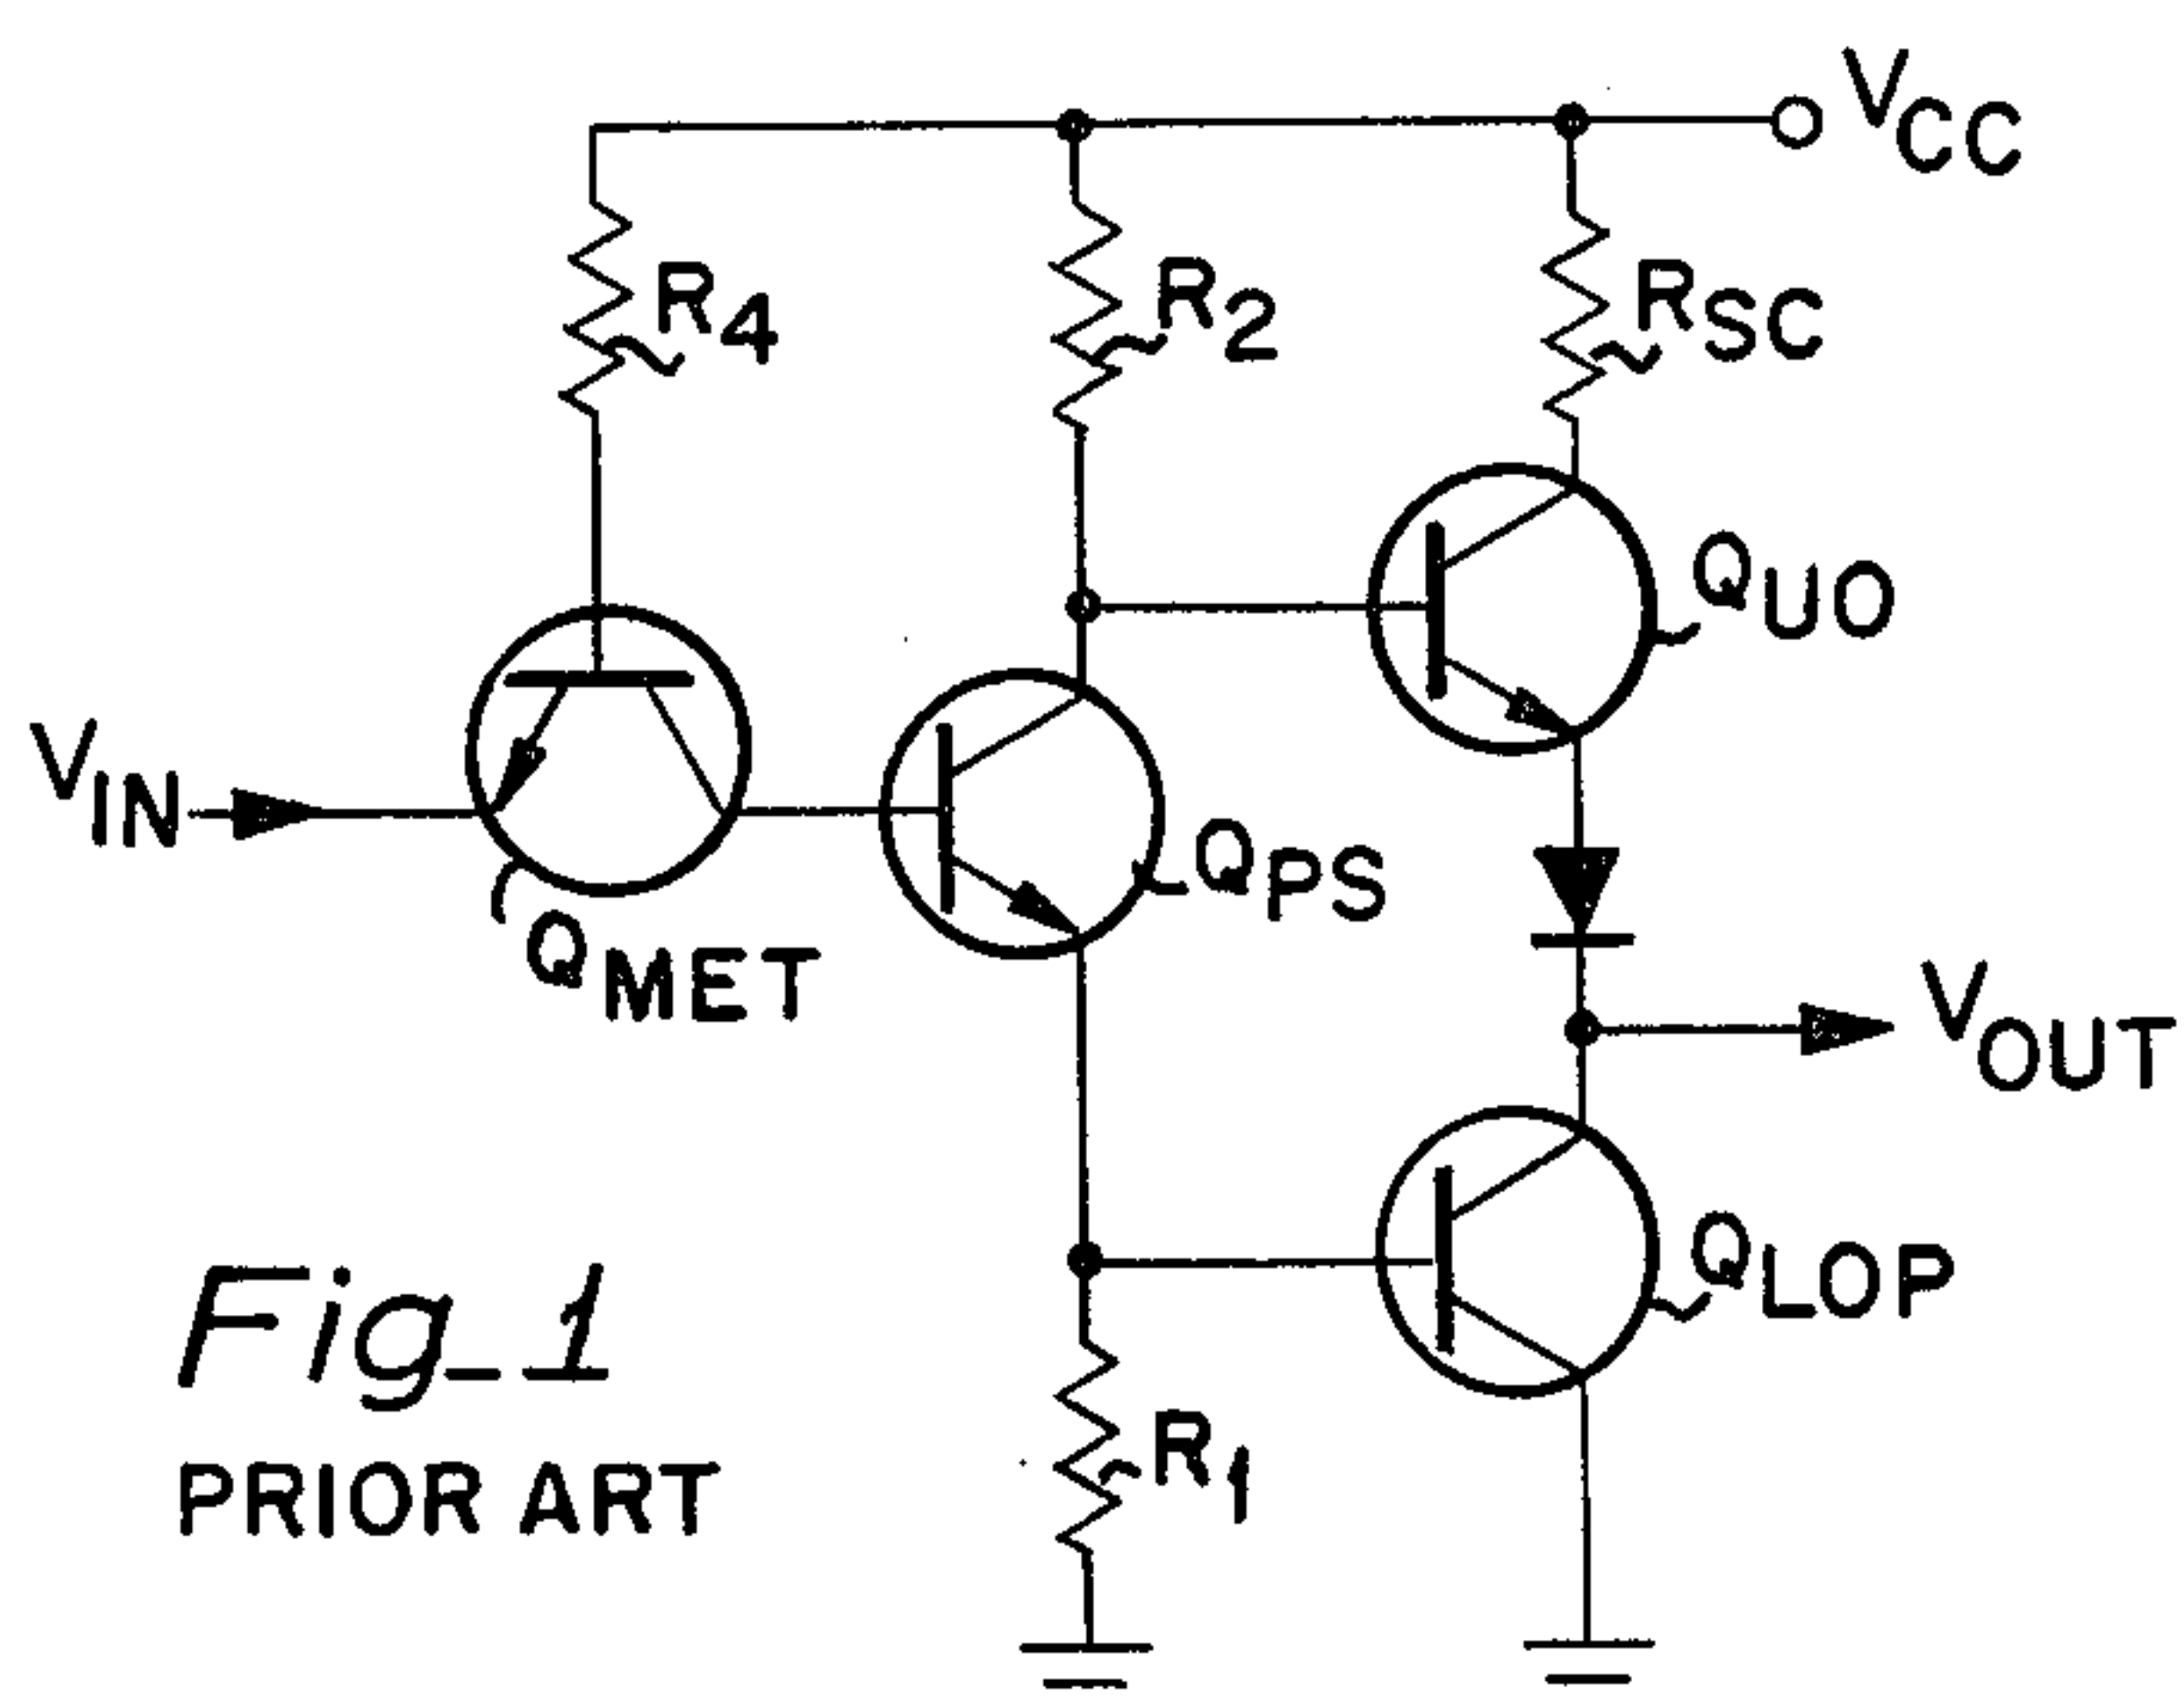 VCC
R4
R2
RSC
QUO
VIN
QPS
QMET
VOUT
QLOP
Fig_1
R1
PRIOR ART